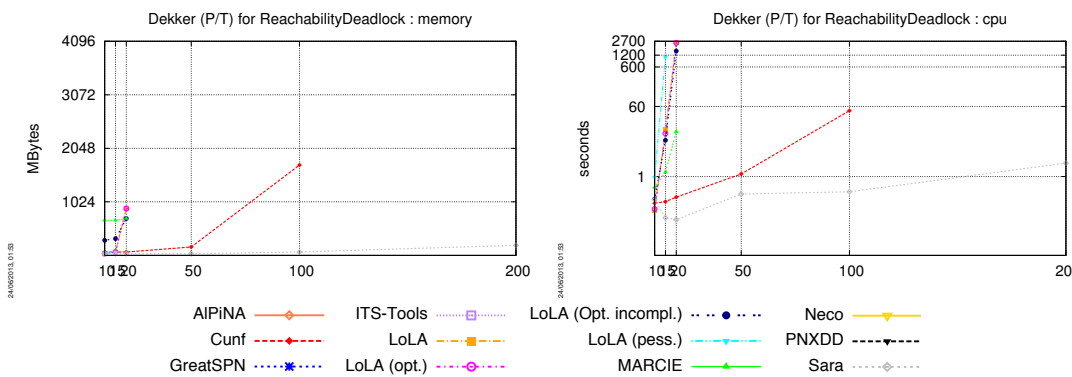 Dekker (P/T) for ReachabilityDeadlock : memory
4096
3072
2048
1024
MBytes
10 15 20 50 100 200
24/06/2013, 01:53
Dekker (P/T) for ReachabilityDeadlock : cpu
2700
1200
600
60
1
seconds
10 15 20 50 100 20
24/06/2013, 01:53
AlPiNA ITS-Tools LoLA (Opt. incompl.) Neco
Cunf LoLA LoLA (pess.) PNXDD
GreatSPN LoLA (opt.) MARCIE Sara